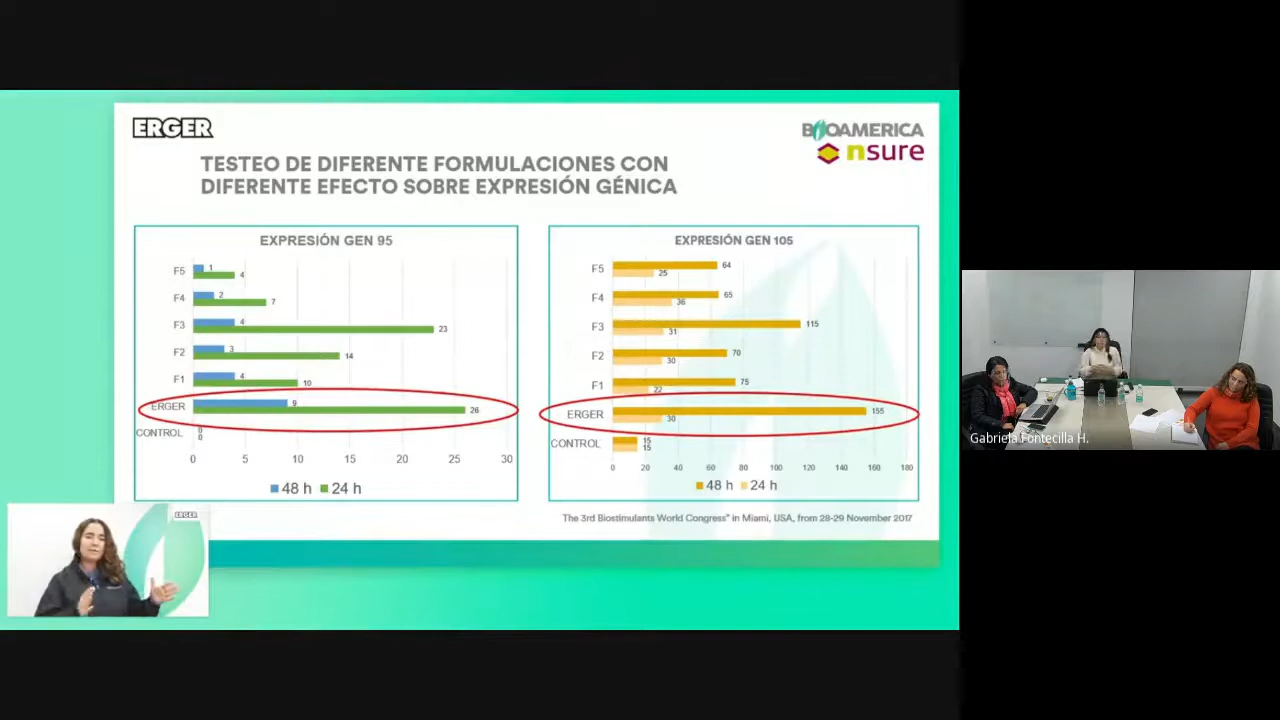 ERGER
BIOAMERICA
nsure
TESTEO DE DIFERENTE FORMULACIONES CON
DIFERENTE EFECTO SOBRE EXPRESIÓN GÉNICA
EXPRESIÓN GEN 95
F5 1
4
F4 2
7
F3 4
23
F2 3
14
F1 4
10
ERGER 9
26
CONTROL 0
0
0 5 10 15 20 25 30
48 h 24 h
EXPRESIÓN GEN 105
F5 64
25
F4 65
36
F3 115
31
F2 70
30
F1 75
22
ERGER 155
30
CONTROL 15
15
0 20 40 60 80 100 120 140 160 180
48 h 24 h
The 3rd Biostimulants World Congress" in Miami, USA, from 28-29 November 2017
ERGER
Gabriela Fontecilla H.